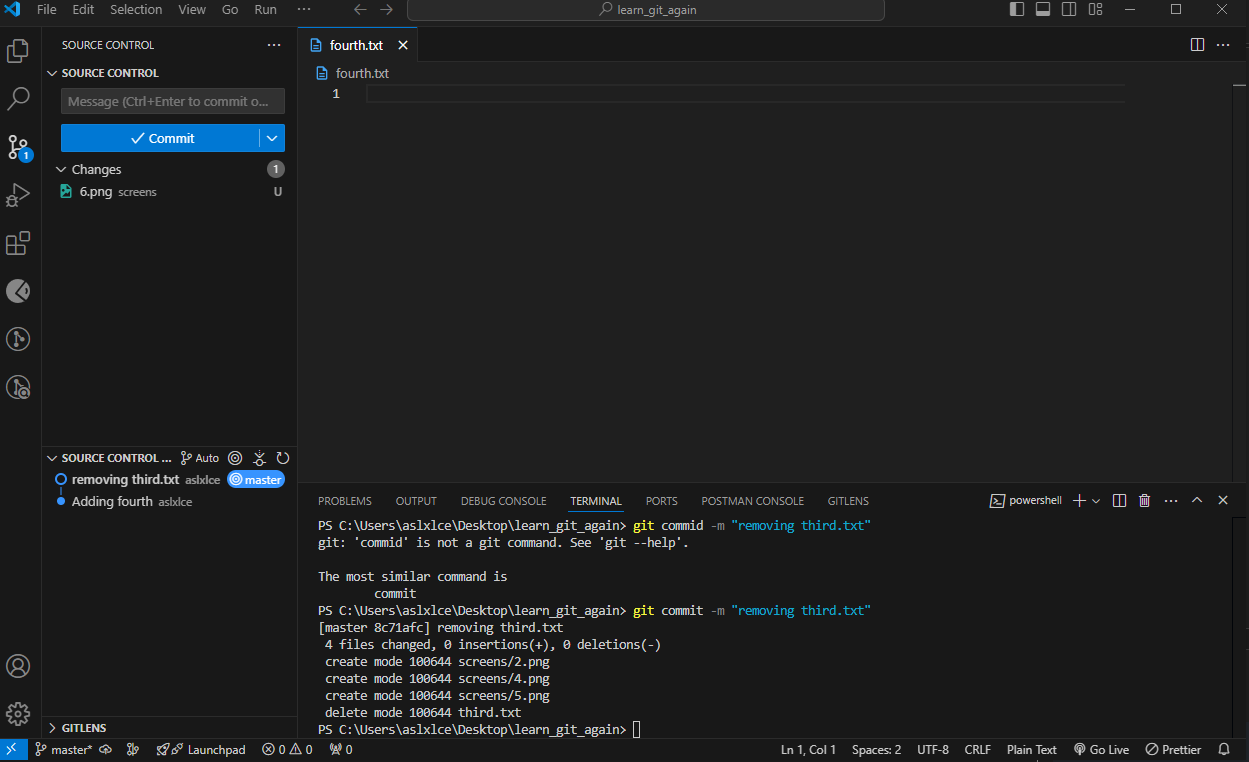 File Edit Selection View Go Run ··· learn_git_again
SOURCE CONTROL ···
SOURCE CONTROL
Message (Ctrl+Enter to commit o...
Commit
Changes 1
6.png screens U
1
SOURCE CONTROL ... Auto
removing third.txt aslxlce master
Adding fourth aslxlce
GITLENS
fourth.txt
fourth.txt
1
PROBLEMS OUTPUT DEBUG CONSOLE TERMINAL PORTS POSTMAN CONSOLE GITLENS powershell
PS C:\Users\aslxlce\Desktop\learn_git_again> git commid -m "removing third.txt"
git: 'commid' is not a git command. See 'git --help'.
The most similar command is
commit
PS C:\Users\aslxlce\Desktop\learn_git_again> git commit -m "removing third.txt"
[master 8c71afc] removing third.txt
4 files changed, 0 insertions(+), 0 deletions(-)
create mode 100644 screens/2.png
create mode 100644 screens/4.png
create mode 100644 screens/5.png
delete mode 100644 third.txt
PS C:\Users\aslxlce\Desktop\learn_git_again>
master* Launchpad 0 0 0 Ln 1, Col 1 Spaces: 2 UTF-8 CRLF Plain Text Go Live Prettier